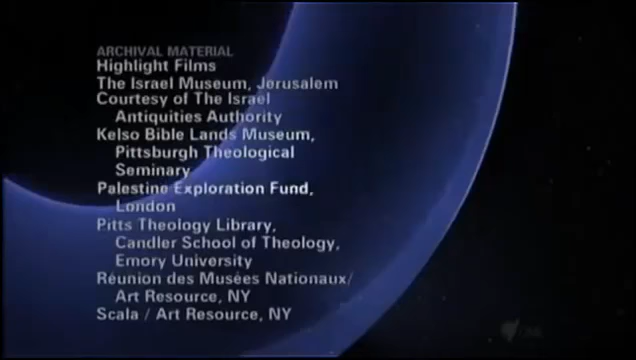 ARCHIVAL MATERIAL
Highlight Films
The Israel Museum, Jerusalem
Courtesy of The Israel
Antiquities Authority
Kelso Bible Lands Museum,
Pittsburgh Theological
Seminary
Palestine Exploration Fund,
London
Pitts Theology Library,
Candler School of Theology,
Emory University
Réunion des Musées Nationaux/
Art Resource, NY
Scala / Art Resource, NY